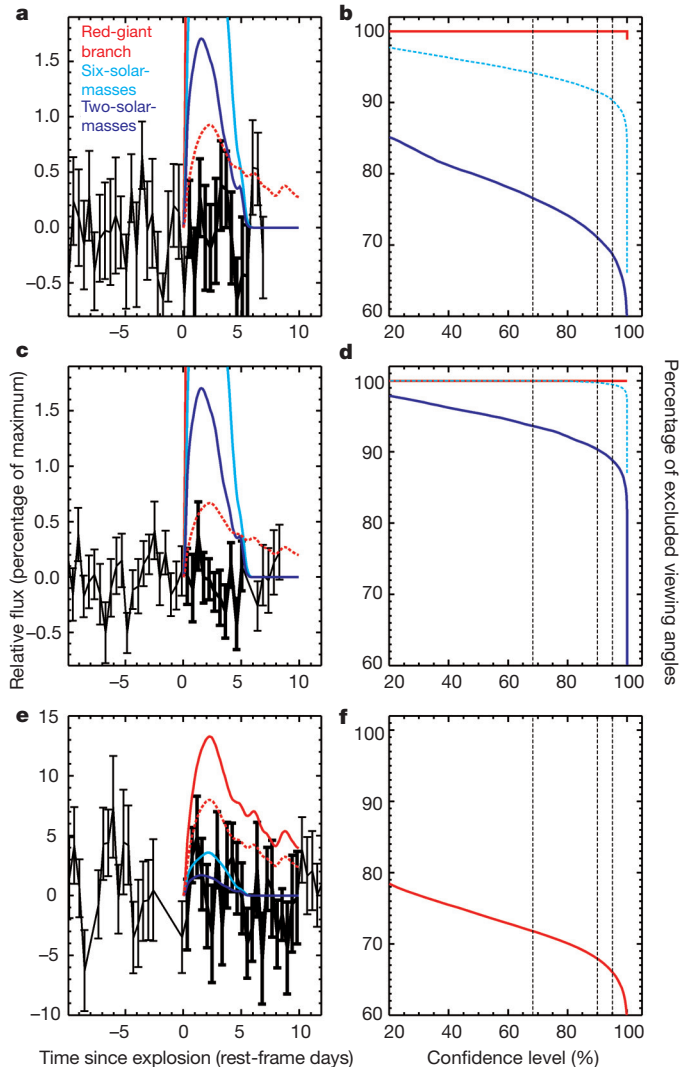 a
Red-giant
branch
Six-solar-
masses
Two-solar-
masses
1.5
1.0
0.5
0.0
−0.5
−5 0 5 10
b
100
90
80
70
60
20 40 60 80 100
c
1.5
1.0
0.5
0.0
−0.5
−5 0 5 10
d
100
90
80
70
60
20 40 60 80 100
e
15
10
5
0
−5
−10
−5 0 5 10
f
100
90
80
70
60
20 40 60 80 100
Relative flux (percentage of maximum)
Percentage of excluded viewing angles
Time since explosion (rest-frame days)
Confidence level (%)